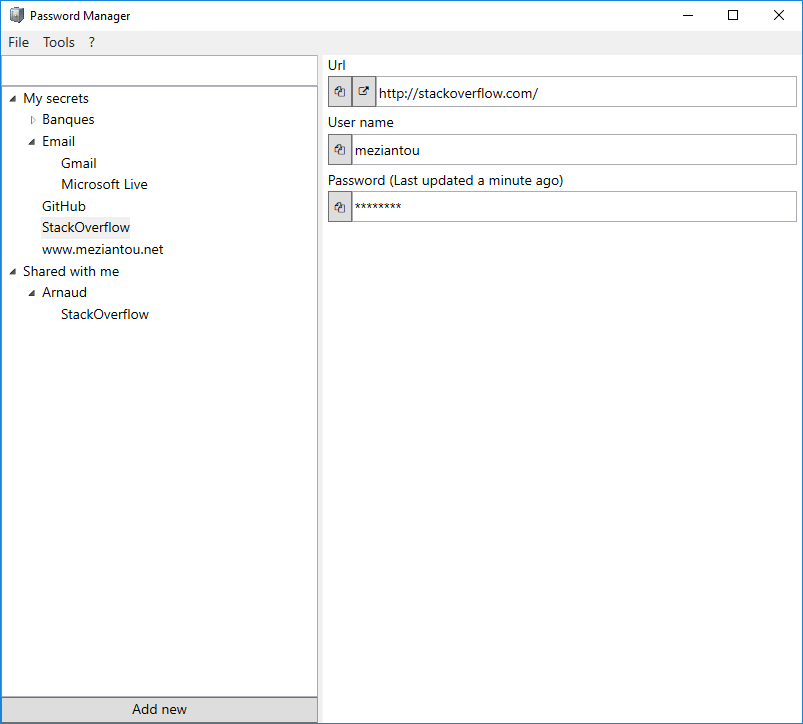 Password Manager
File Tools ?
My secrets
Banques
Email
Gmail
Microsoft Live
GitHub
StackOverflow
www.meziantou.net
Shared with me
Arnaud
StackOverflow
Add new
Url
http://stackoverflow.com/
User name
meziantou
Password (Last updated a minute ago)
********